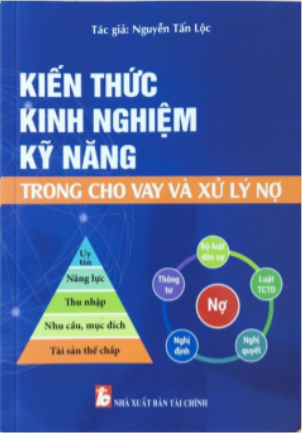 Tác giả: Nguyễn Tấn Lộc
KIẾN THỨC
KINH NGHIỆM
KỸ NĂNG
TRONG CHO VAY VÀ XỬ LÝ NỢ
Uy
tín
Năng lực
Thu nhập
Nhu cầu, mục đích
Tài sản thế chấp
Bộ luật
dân sự
Thông
tư
Luật
TCTD
Nợ
Nghị
định
Nghị
quyết
NHÀ XUẤT BẢN TÀI CHÍNH